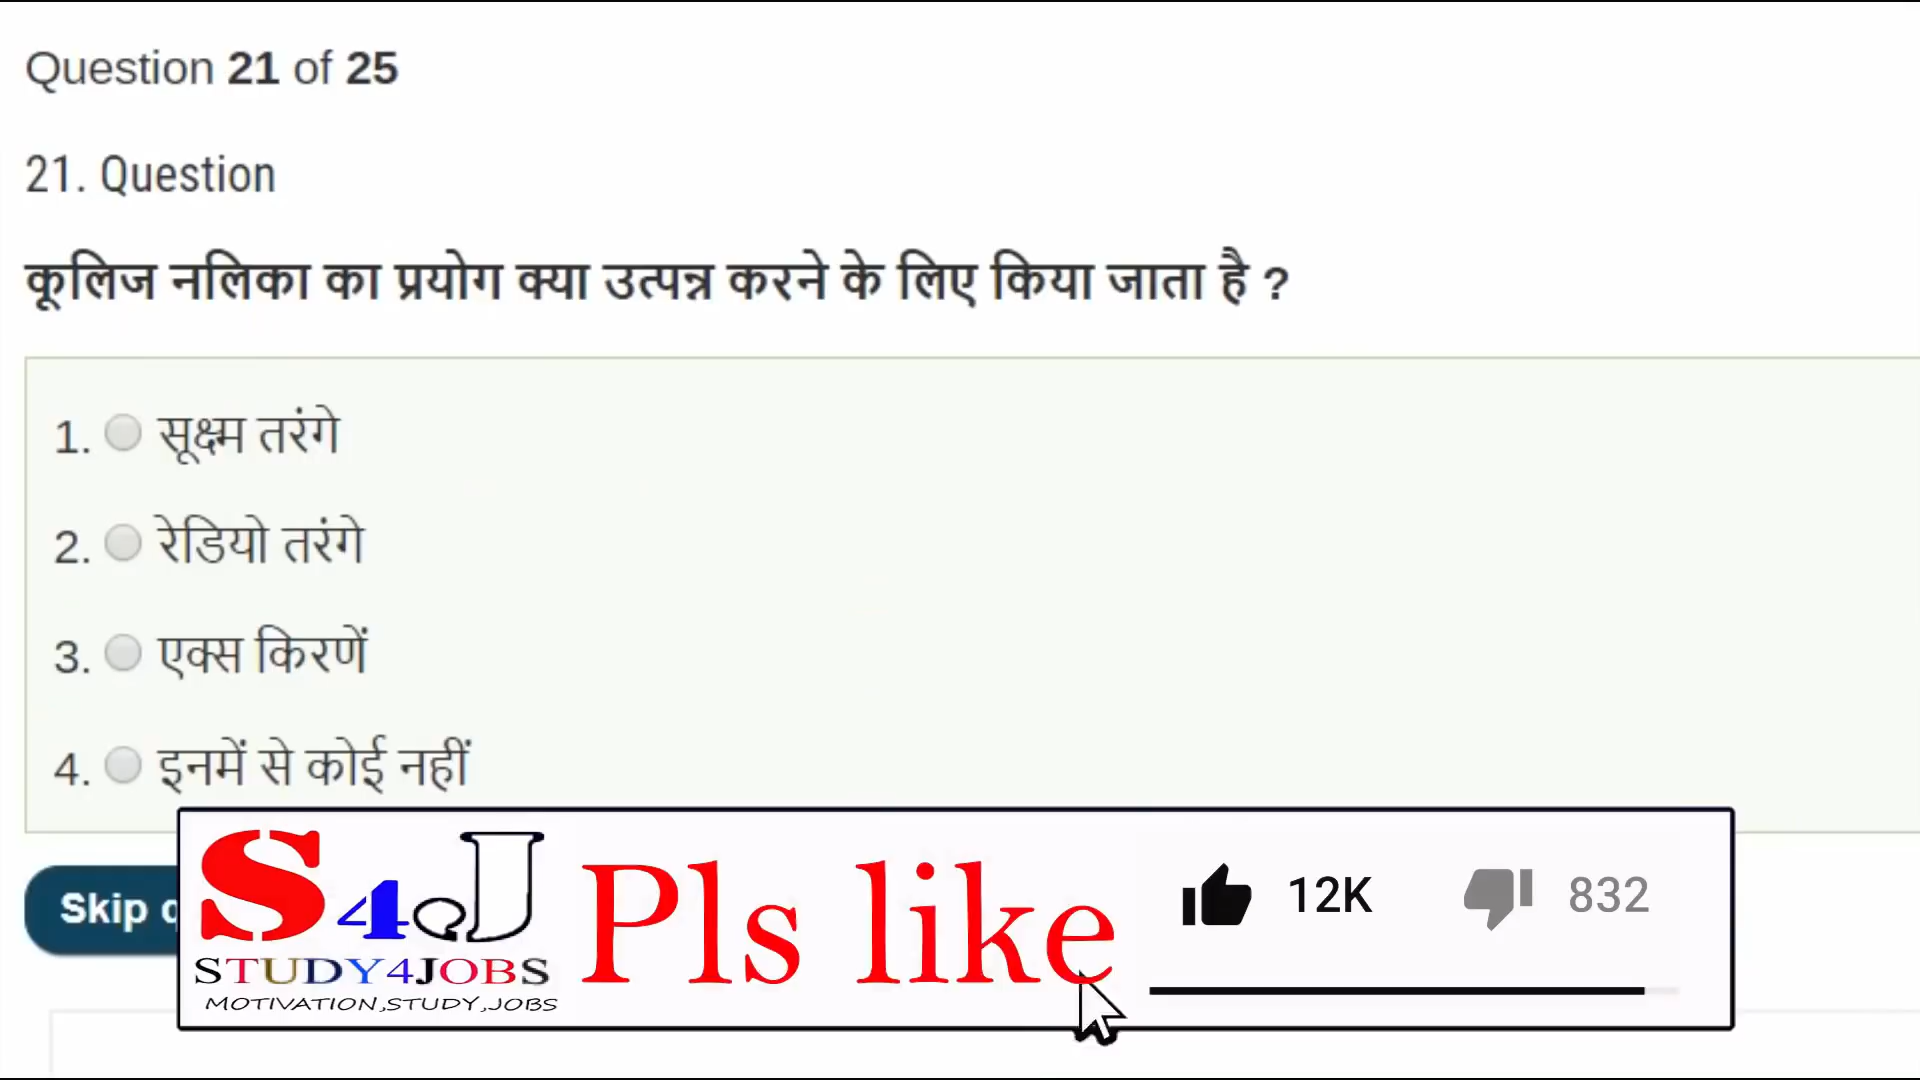 Question 21 of 25
21. Question
कूलिज नलिका का प्रयोग क्या उत्पन्न करने के लिए किया जाता है ?
1. सूक्ष्म तरंगे
2. रेडियो तरंगे
3. एक्स किरणें
4. इनमें से कोई नहीं
Skip
S4J
STUDY4JOBS
MOTIVATION,STUDY,JOBS
Pls like
12K
832